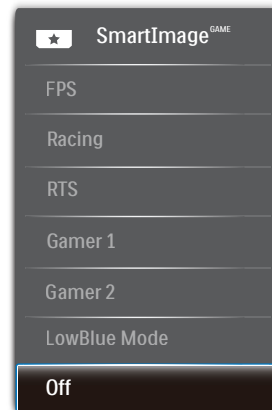 SmartImage GAME
FPS
Racing
RTS
Gamer 1
Gamer 2
LowBlue Mode
Off